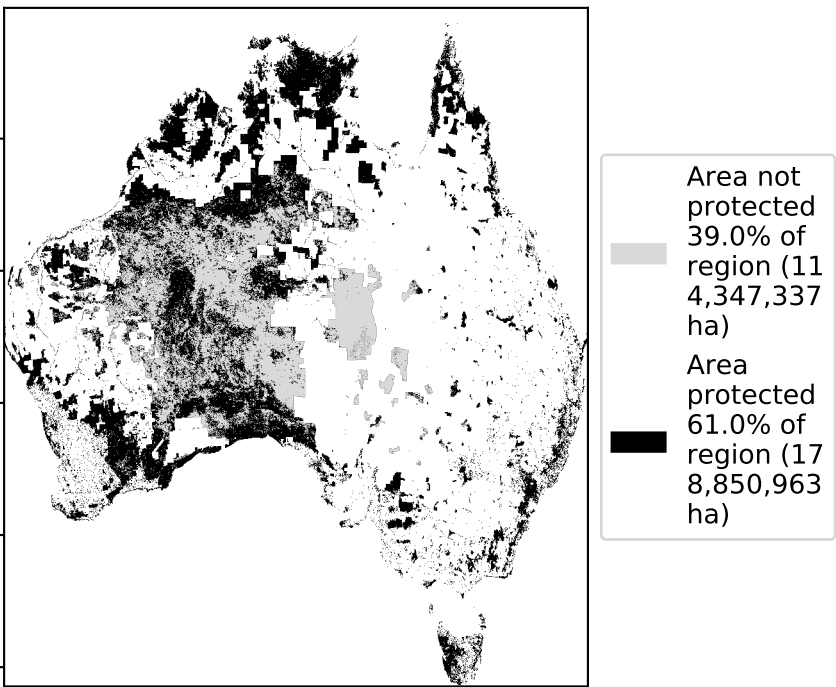 Area not
protected
39.0% of
region (11
4,347,337
ha)
Area
protected
61.0% of
region (17
8,850,963
ha)